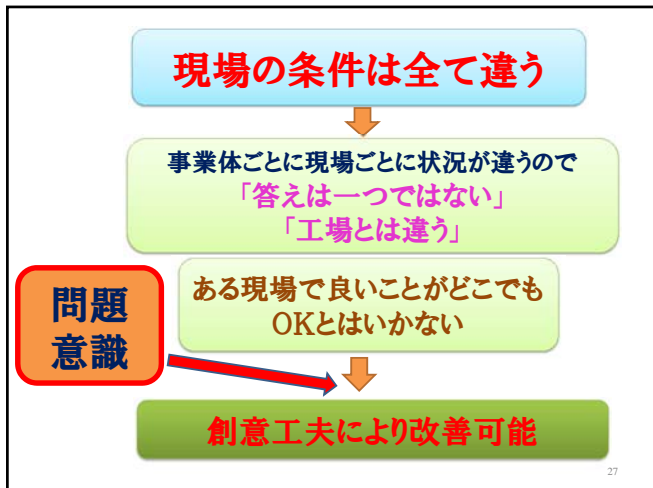 現場の条件は全て違う
事業体ごとに現場ごとに状況が違うので
「答えは一つではない」
「工場とは違う」
ある現場で良いことがどこでも
OKとはいかない
問題
意識
創意工夫により改善可能
27